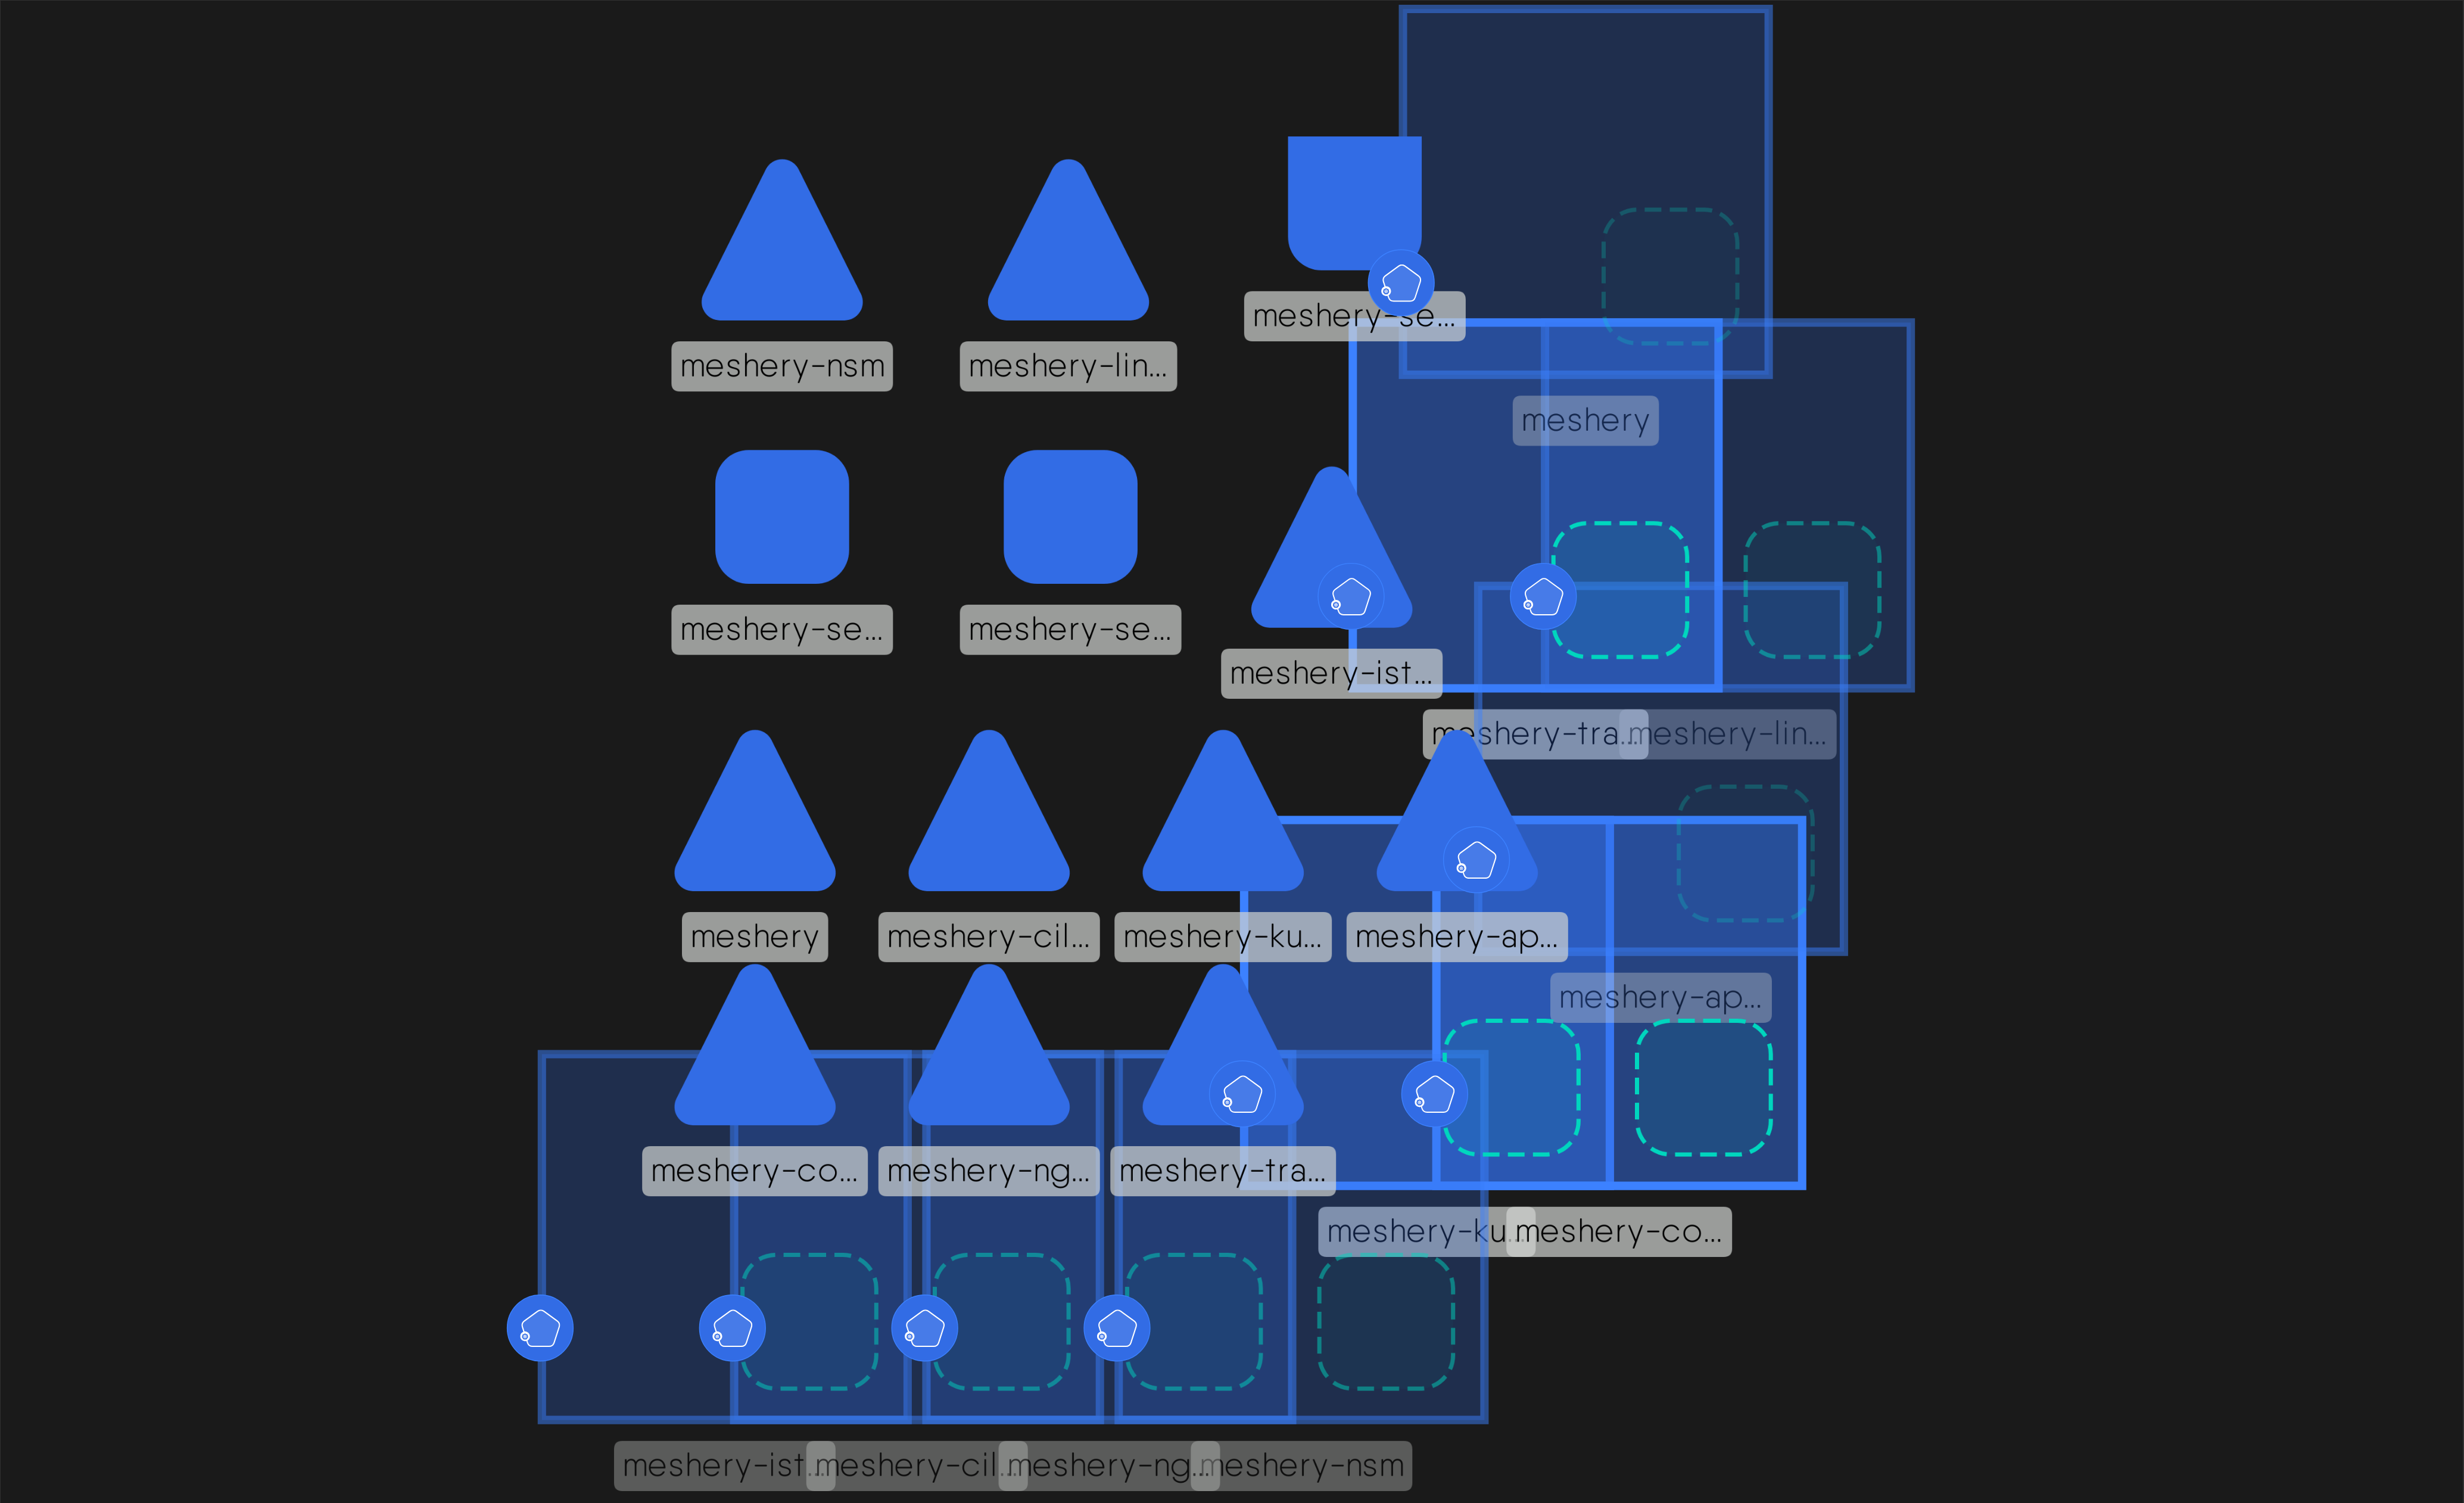 meshery-se...
meshery-nsm
meshery-lin...
meshery
meshery-se...
meshery-se...
meshery-ist...
meshery-tra...
meshery-lin...
meshery
meshery-cil...
meshery-ku...
meshery-ap...
meshery-ap...
meshery-co...
meshery-ng...
meshery-tra...
meshery-ku...
meshery-co...
meshery-ist...
meshery-cil...
meshery-ng...
meshery-nsm